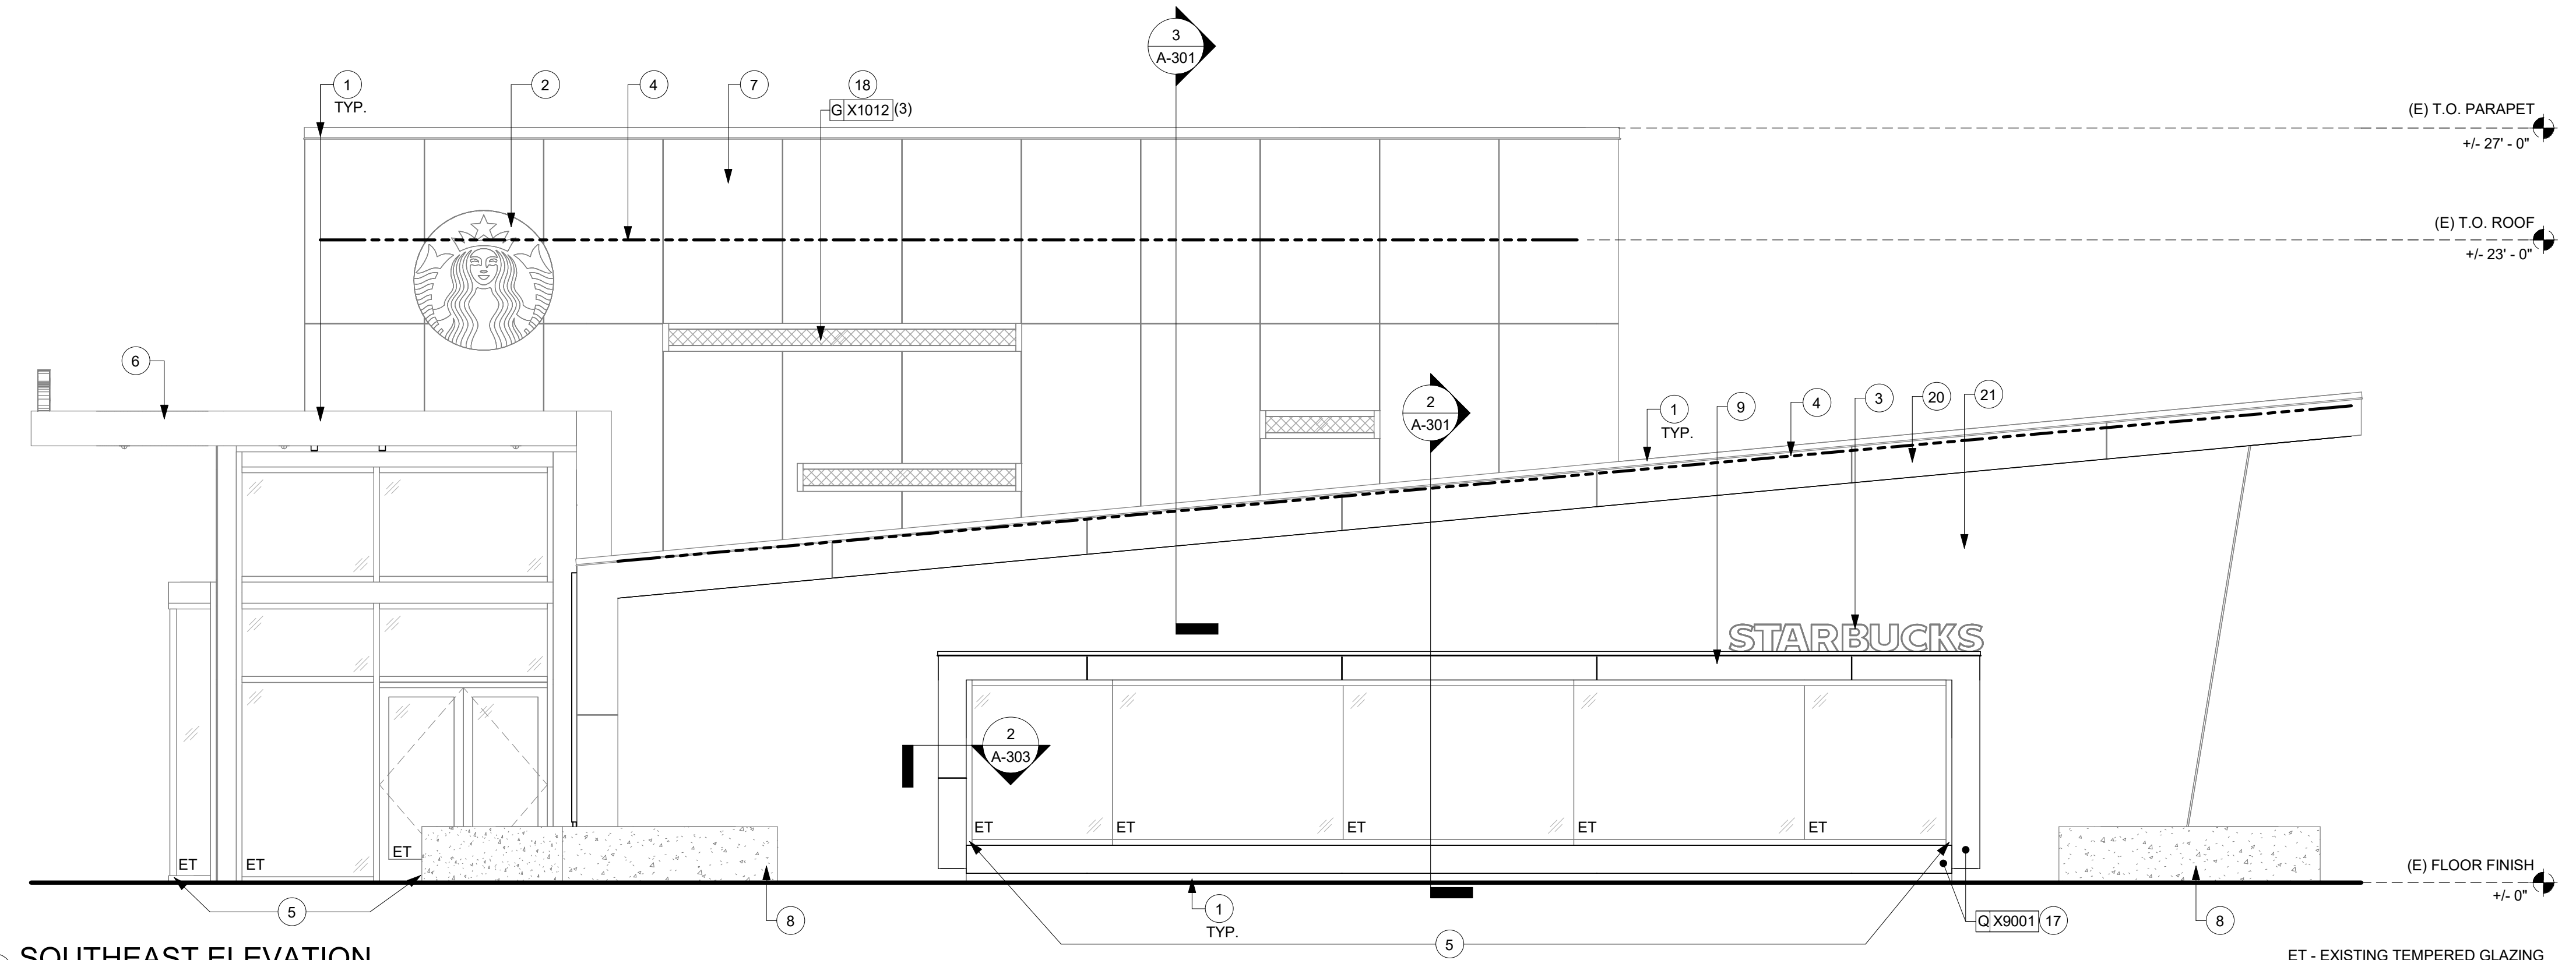 3
A-301
1
TYP.
2
4
7
18
G X1012 (3)
(E) T.O. PARAPET
+/- 27' - 0"
(E) T.O. ROOF
+/- 23' - 0"
6
2
A-301
1
TYP.
9
4
3
20
21
STARBUCKS
2
A-303
ET
ET
ET
ET
ET
ET
ET
ET
(E) FLOOR FINISH
+/- 0"
5
8
1
TYP.
5
Q X9001 17
8
SOUTHEAST ELEVATION
ET - EXISTING TEMPERED GLAZING